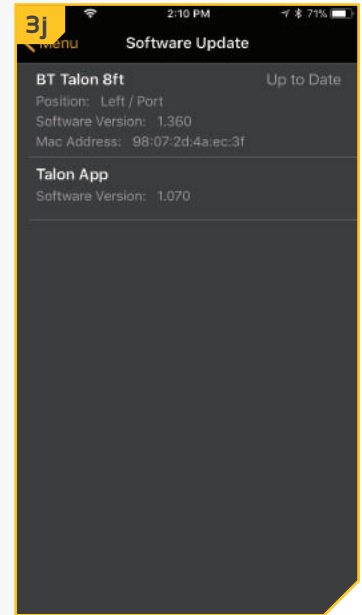 3j
2:10 PM 71%
Menu Software Update
BT Talon 8ft Up to Date
Position: Left / Port
Software Version: 1.360
Mac Address: 98:07:2d:4a:ec:3f
Talon App
Software Version: 1.070